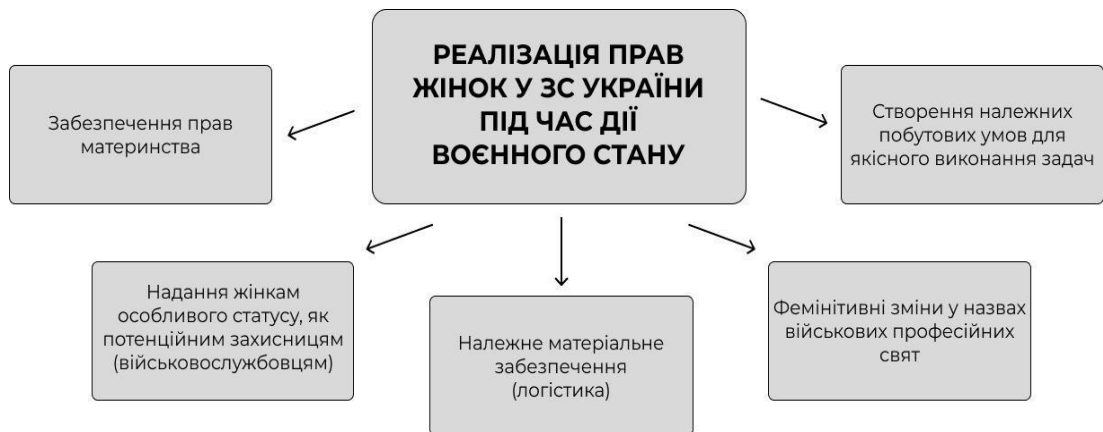 РЕАЛІЗАЦІЯ ПРАВ
ЖІНОК У ЗС УКРАЇНИ
ПІД ЧАС ДІЇ
ВОЄННОГО СТАНУ
Забезпечення прав
материнства
Створення належних
побутових умов для
якісного виконання задач
Надання жінкам
особливого статусу, як
потенційним захисницям
(військовослужбовцям)
Належне матеріальне
забезпечення
(логістика)
Фемінітивні зміни у назвах
військових професійних
свят